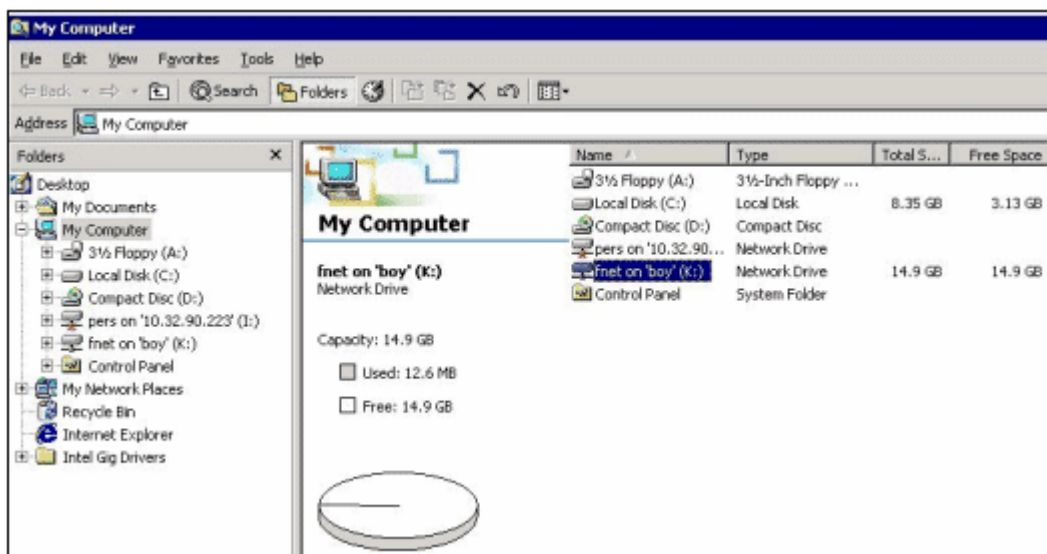 My Computer
File Edit View Favorites Tools Help
Back Search Folders
Address My Computer
Folders
Desktop
My Documents
My Computer
3½ Floppy (A:)
Local Disk (C:)
Compact Disc (D:)
pers on '10.32.90.223' (I:)
fnet on 'boy' (K:)
Control Panel
My Network Places
Recycle Bin
Internet Explorer
Intel Gig Drivers
My Computer
fnet on 'boy' (K:)
Network Drive
Capacity: 14.9 GB
Used: 12.6 MB
Free: 14.9 GB
Name Type Total S... Free Space
3½ Floppy (A:) 3½-Inch Floppy ...
Local Disk (C:) Local Disk 8.35 GB 3.13 GB
Compact Disc (D:) Compact Disc
pers on '10.32.90... Network Drive
fnet on 'boy' (K:) Network Drive 14.9 GB 14.9 GB
Control Panel System Folder